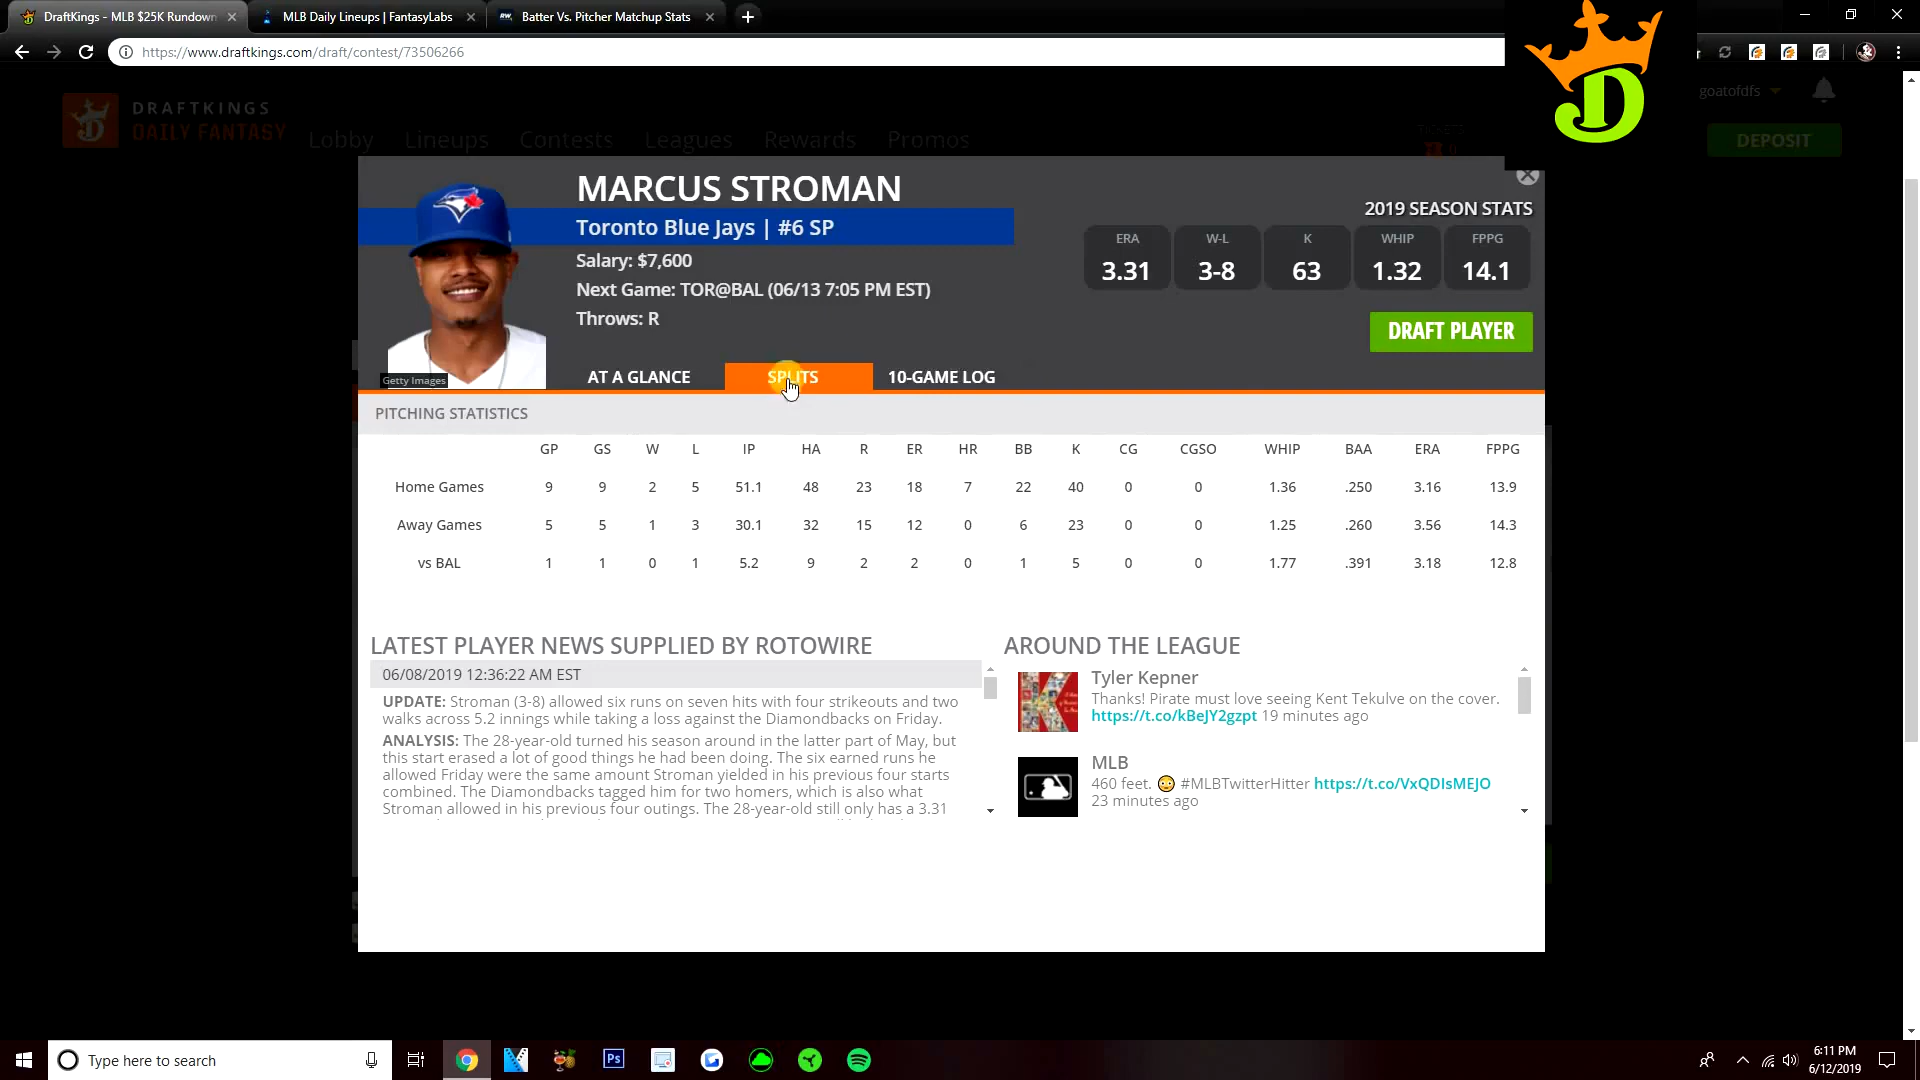 DraftKings - MLB $25K Rundown
MLB Daily Lineups | FantasyLabs
Batter Vs. Pitcher Matchup Stats
https://www.draftkings.com/draft/contest/73506266
DRAFTKINGS
DAILY FANTASY
Lobby Lineups Contests Leagues Rewards Promos
goatofdfs
DEPOSIT
D
MARCUS STROMAN
Toronto Blue Jays | #6 SP
Salary: $7,600
Next Game: TOR@BAL (06/13 7:05 PM EST)
Throws: R
Getty Images
2019 SEASON STATS
ERA W-L K WHIP FPPG
3.31 3-8 63 1.32 14.1
DRAFT PLAYER
AT A GLANCE SPLITS 10-GAME LOG
PITCHING STATISTICS
GP GS W L IP HA R ER HR BB K CG CGSO WHIP BAA ERA FPPG
Home Games 9 9 2 5 51.1 48 23 18 7 22 40 0 0 1.36 .250 3.16 13.9
Away Games 5 5 1 3 30.1 32 15 12 0 6 23 0 0 1.25 .260 3.56 14.3
vs BAL 1 1 0 1 5.2 9 2 2 0 1 5 0 0 1.77 .391 3.18 12.8
LATEST PLAYER NEWS SUPPLIED BY ROTOWIRE
06/08/2019 12:36:22 AM EST
UPDATE: Stroman (3-8) allowed six runs on seven hits with four strikeouts and two
walks across 5.2 innings while taking a loss against the Diamondbacks on Friday.
ANALYSIS: The 28-year-old turned his season around in the latter part of May, but
this start erased a lot of good things he had been doing. The six earned runs he
allowed Friday were the same amount Stroman yielded in his previous four starts
combined. The Diamondbacks tagged him for two homers, which is also what
Stroman allowed in his previous four outings. The 28-year-old still only has a 3.31
AROUND THE LEAGUE
Tyler Kepner
Thanks! Pirate must love seeing Kent Tekulve on the cover.
https://t.co/kBeJY2gzpt 19 minutes ago
MLB
460 feet. 😳 #MLBTwitterHitter https://t.co/VxQDIsMEJO
23 minutes ago
Type here to search
Ps
6:11 PM
6/12/2019